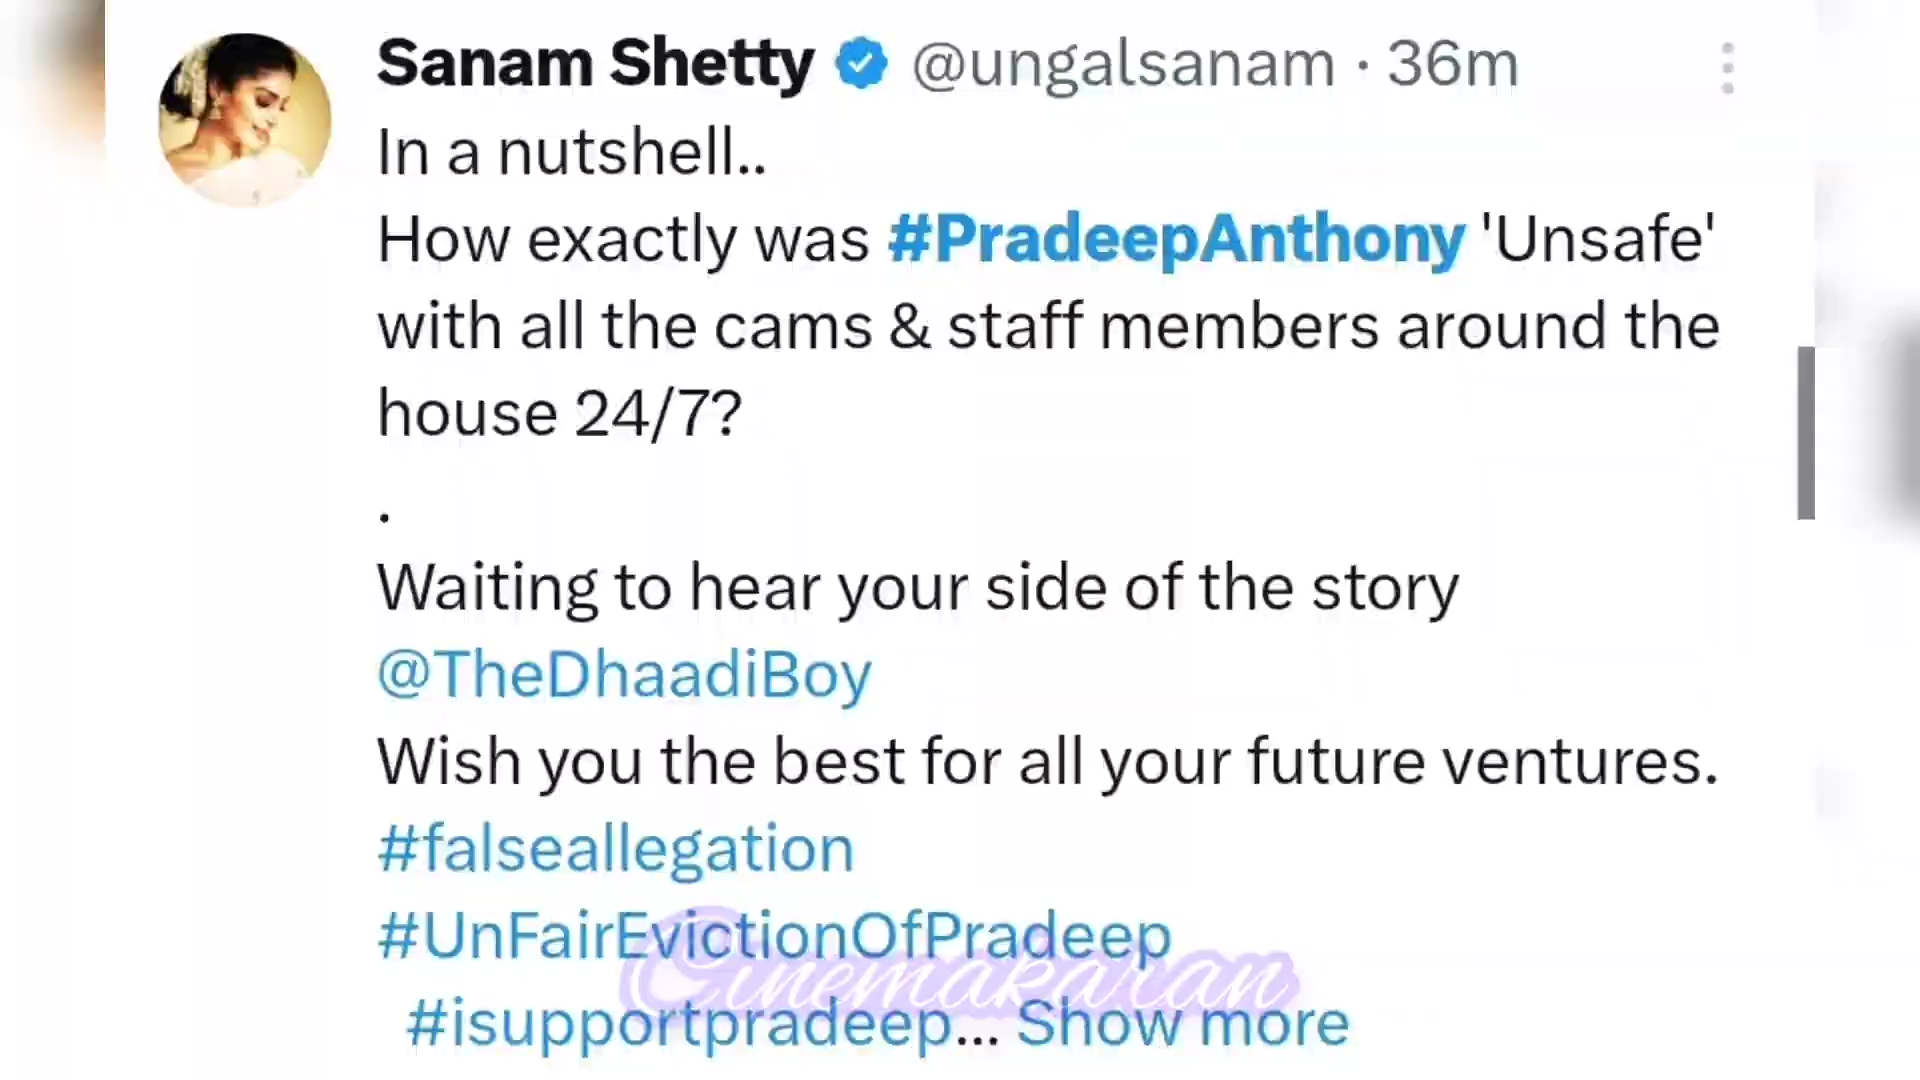 Sanam Shetty @ungalsanam · 36m
In a nutshell..
How exactly was #PradeepAnthony 'Unsafe'
with all the cams & staff members around the
house 24/7?
.
Waiting to hear your side of the story
@TheDhaadiBoy
Wish you the best for all your future ventures.
#falseallegation
#UnFairEvictionOfPradeep
Cinemakaran
#isupportpradeep... Show more